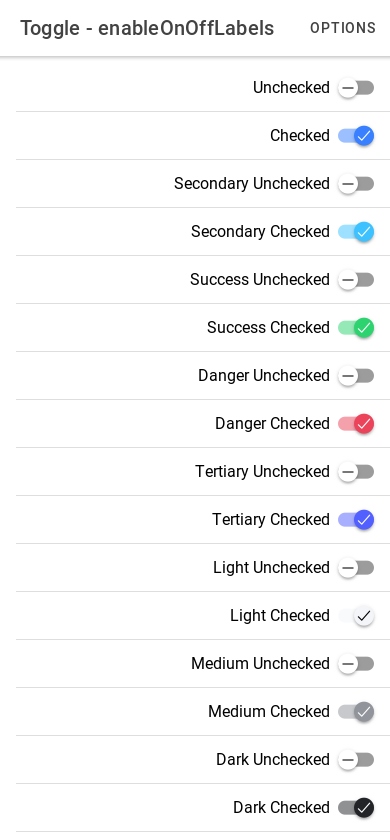 Toggle - enableOnOffLabels OPTIONS
Unchecked
Checked
Secondary Unchecked
Secondary Checked
Success Unchecked
Success Checked
Danger Unchecked
Danger Checked
Tertiary Unchecked
Tertiary Checked
Light Unchecked
Light Checked
Medium Unchecked
Medium Checked
Dark Unchecked
Dark Checked